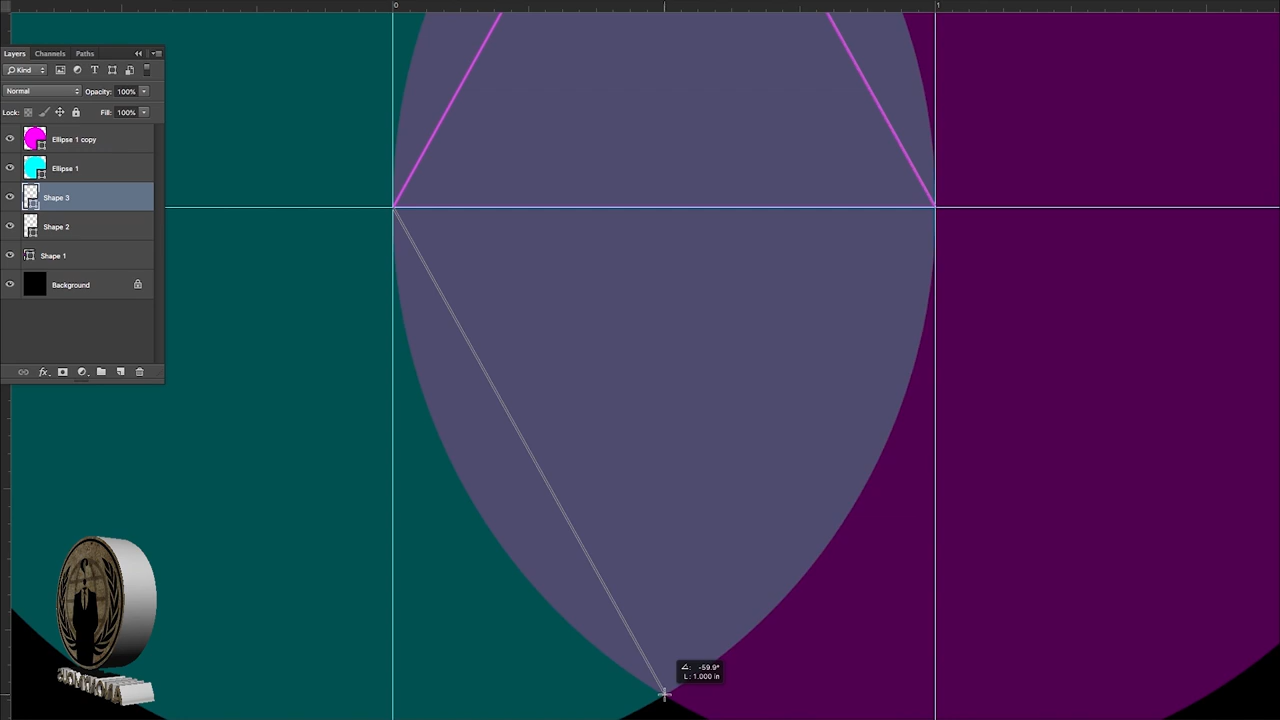 0
1
Layers Channels Paths
Kind
Normal Opacity: 100%
Lock: Fill: 100%
Ellipse 1 copy
Ellipse 1
Shape 3
Shape 2
Shape 1
Background
∠: -59.9°
L: 1.000 in